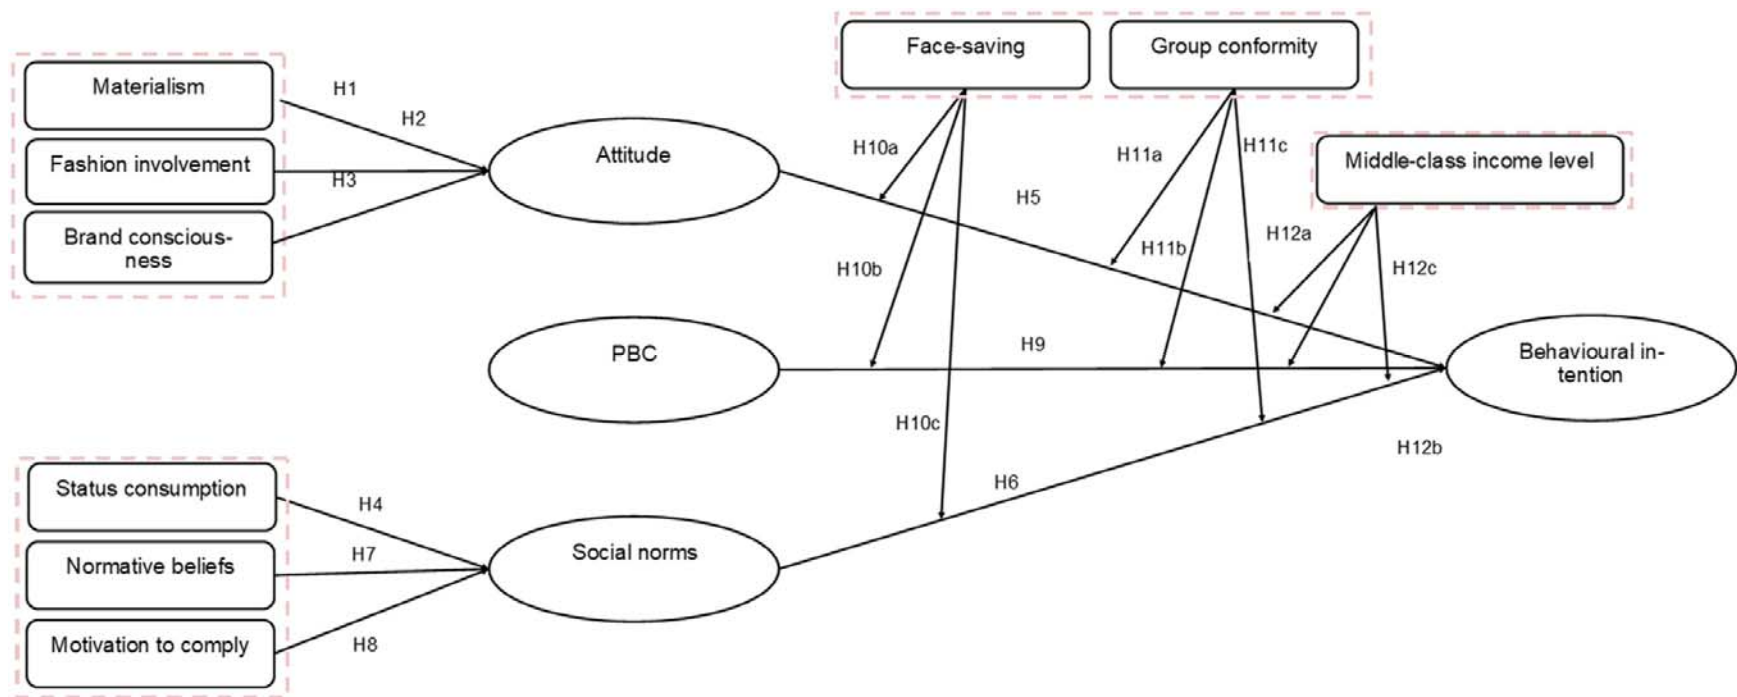 Face-saving
Group conformity
Materialism
H1
H2
Fashion involvement
H3
Brand conscious-
ness
Attitude
H10a
H11a
H11c
Middle-class income level
H5
H10b
H11b
H12a
H12c
PBC
H9
Behavioural in-
tention
H10c
H12b
Status consumption
H4
H6
Normative beliefs
H7
Social norms
Motivation to comply
H8